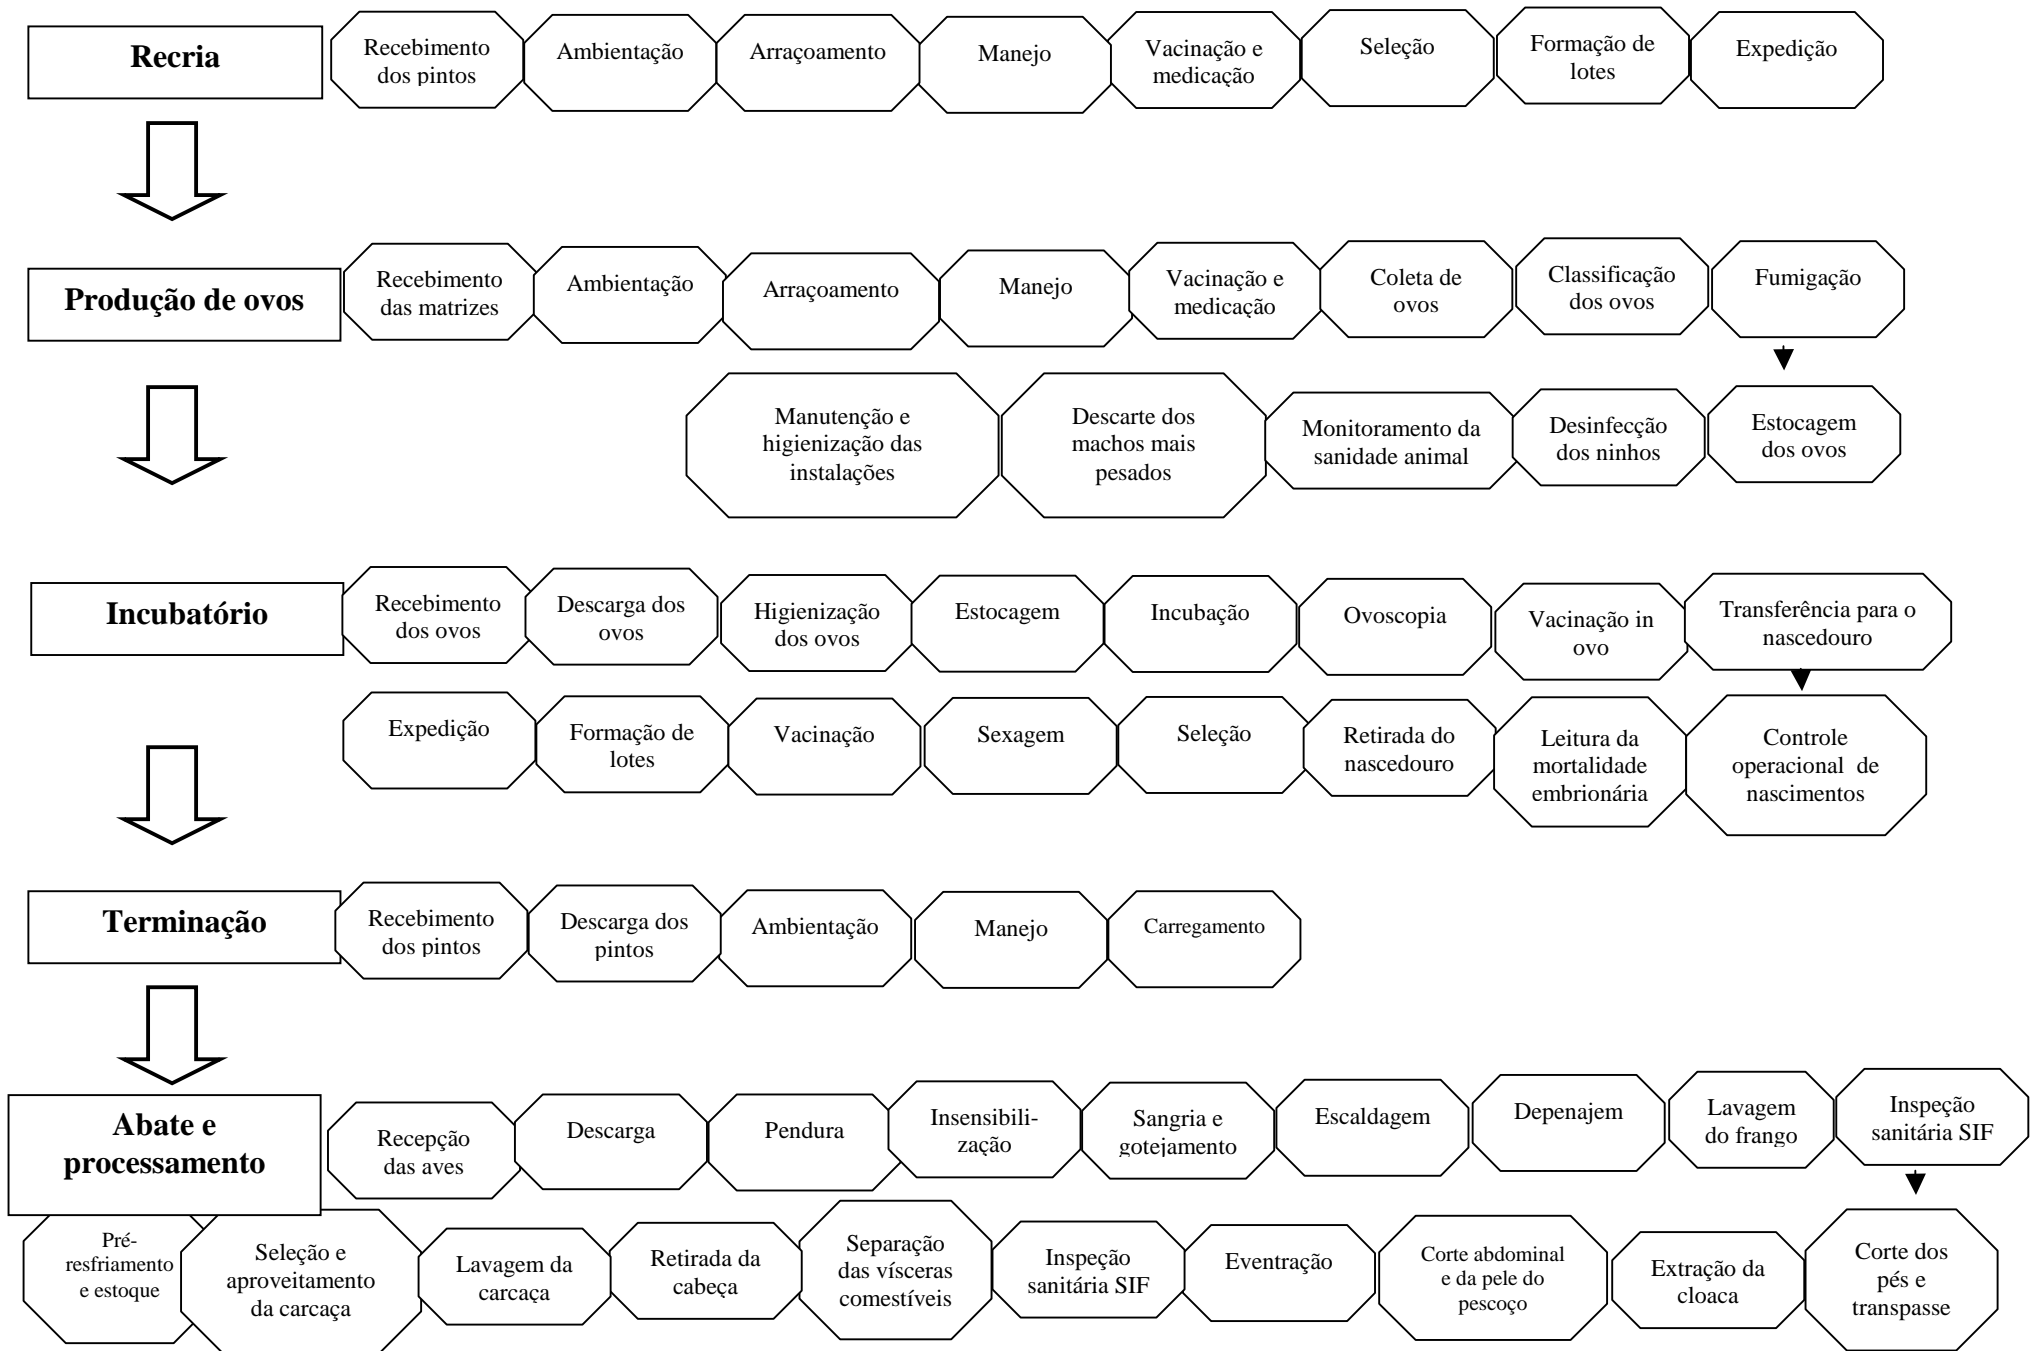 Recria
Recebimento
dos pintos
Ambientação
Arraçoamento
Manejo
Vacinação e
medicação
Seleção
Formação de
lotes
Expedição
Produção de ovos
Recebimento
das matrizes
Ambientação
Arraçoamento
Manejo
Vacinação e
medicação
Coleta de
ovos
Classificação
dos ovos
Fumigação
Manutenção e
higienização das
instalações
Descarte dos
machos mais
pesados
Monitoramento da
sanidade animal
Desinfecção
dos ninhos
Estocagem
dos ovos
Incubatório
Recebimento
dos ovos
Descarga dos
ovos
Higienização
dos ovos
Estocagem
Incubação
Ovoscopia
Vacinação in
ovo
Transferência para o
nascedouro
Expedição
Formação de
lotes
Vacinação
Sexagem
Seleção
Retirada do
nascedouro
Leitura da
mortalidade
embrionária
Controle
operacional de
nascimentos
Terminação
Recebimento
dos pintos
Descarga dos
pintos
Ambientação
Manejo
Carregamento
Abate e
processamento
Recepção
das aves
Descarga
Pendura
Insensibili-
zação
Sangria e
gotejamento
Escaldagem
Depenajem
Lavagem
do frango
Inspeção
sanitária SIF
Pré-
resfriamento
e estoque
Seleção e
aproveitamento
da carcaça
Lavagem da
carcaça
Retirada da
cabeça
Separação
das vísceras
comestíveis
Inspeção
sanitária SIF
Eventração
Corte abdominal
e da pele do
pescoço
Extração da
cloaca
Corte dos
pés e
transpasse